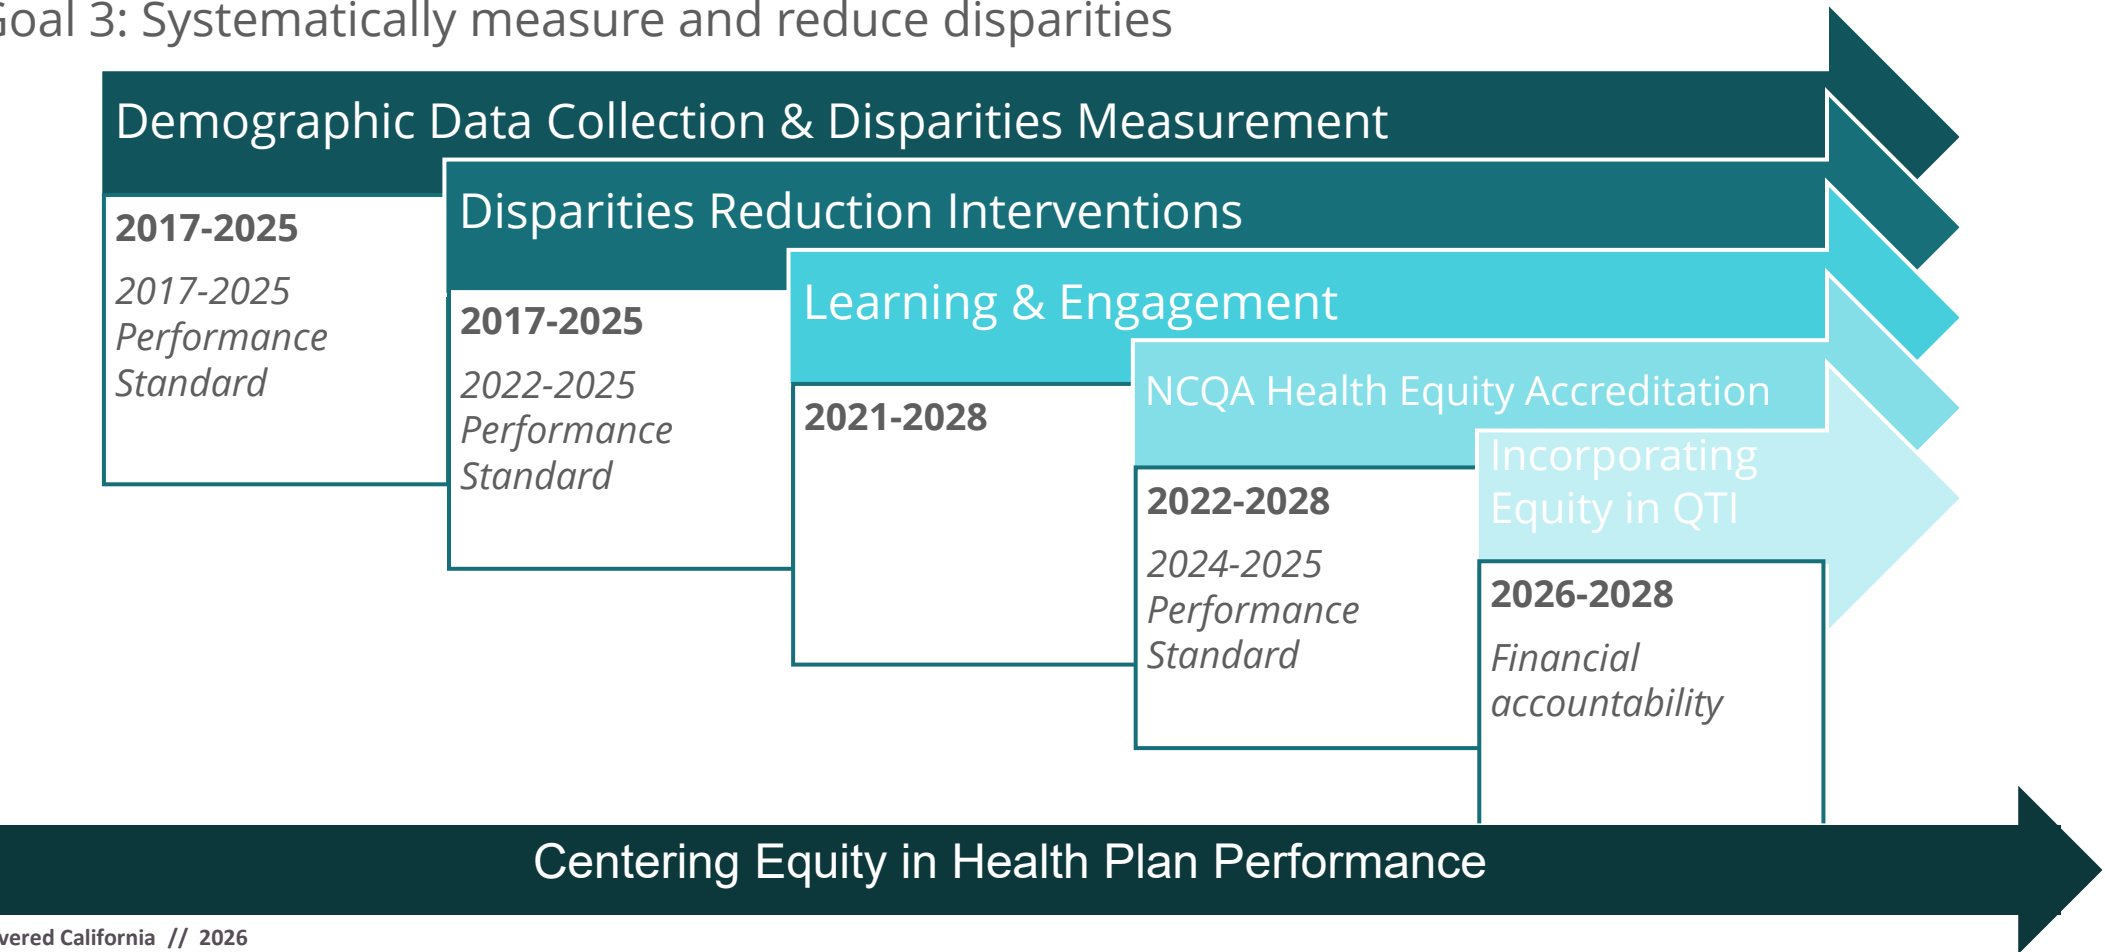 Goal 3: Systematically measure and reduce disparities
Demographic Data Collection & Disparities Measurement
2017-2025
2017-2025
Performance
Standard
Disparities Reduction Interventions
2017-2025
2022-2025
Performance
Standard
Learning & Engagement
2021-2028
NCQA Health Equity Accreditation
2022-2028
2024-2025
Performance
Standard
Incorporating
Equity in QTI
2026-2028
Financial
accountability
Centering Equity in Health Plan Performance
vered California // 2026